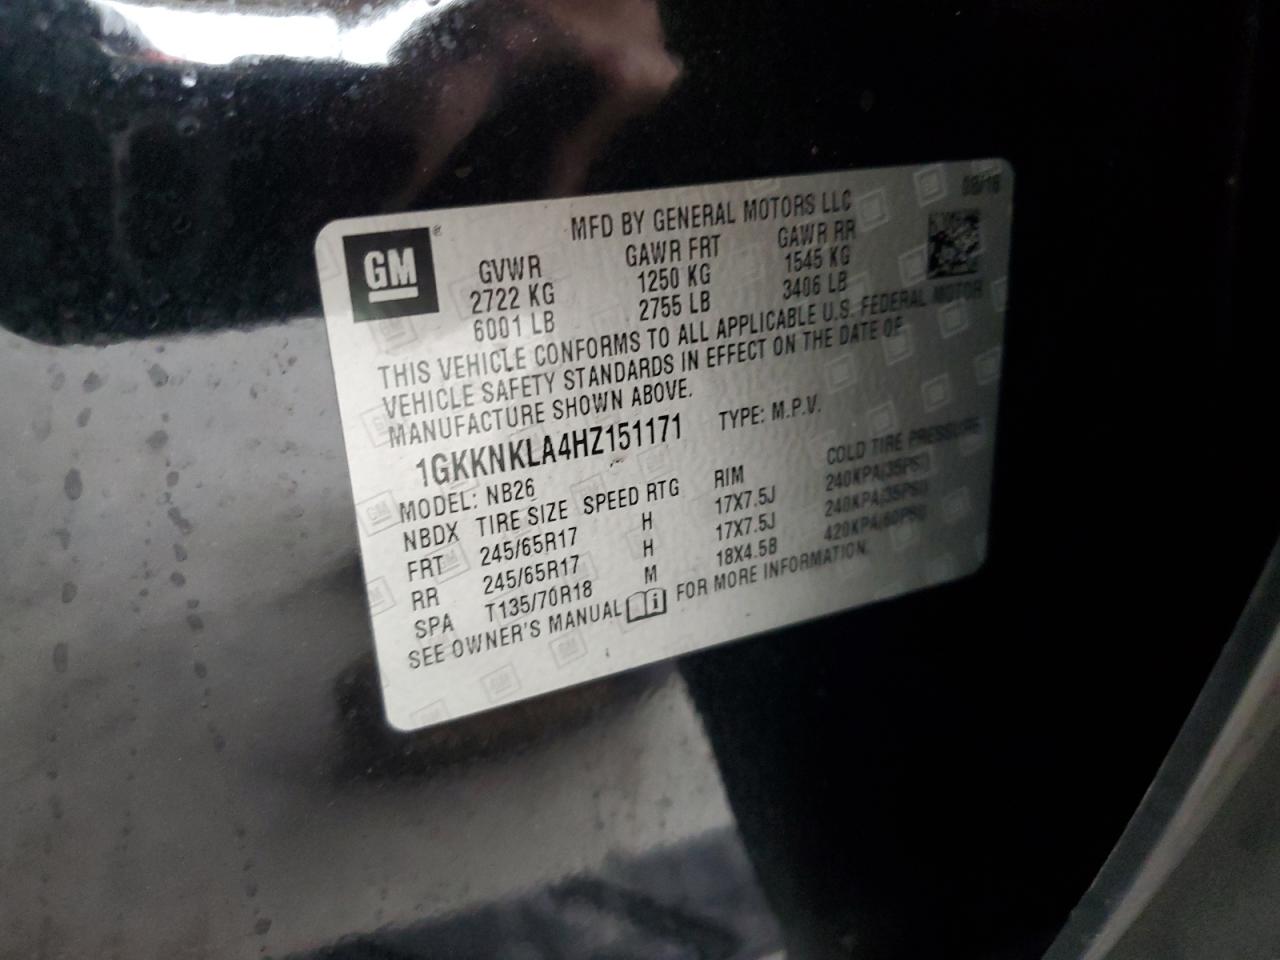 MFD BY GENERAL MOTORS LLC 08/16
GM®
GVWR GAWR FRT GAWR RR
2722 KG 1250 KG 1545 KG
6001 LB 2755 LB 3406 LB
THIS VEHICLE CONFORMS TO ALL APPLICABLE U.S. FEDERAL MOTOR
VEHICLE SAFETY STANDARDS IN EFFECT ON THE DATE OF
MANUFACTURE SHOWN ABOVE.
1GKKNKLA4HZ151171 TYPE: M.P.V.
MODEL: NB26
NBDX TIRE SIZE SPEED RTG RIM COLD TIRE PRESSURE
FRT 245/65R17 H 17X7.5J 240KPA(35PSI)
RR 245/65R17 H 17X7.5J 240KPA(35PSI)
SPA T135/70R18 M 18X4.5B 420KPA(60PSI)
SEE OWNER'S MANUAL FOR MORE INFORMATION.